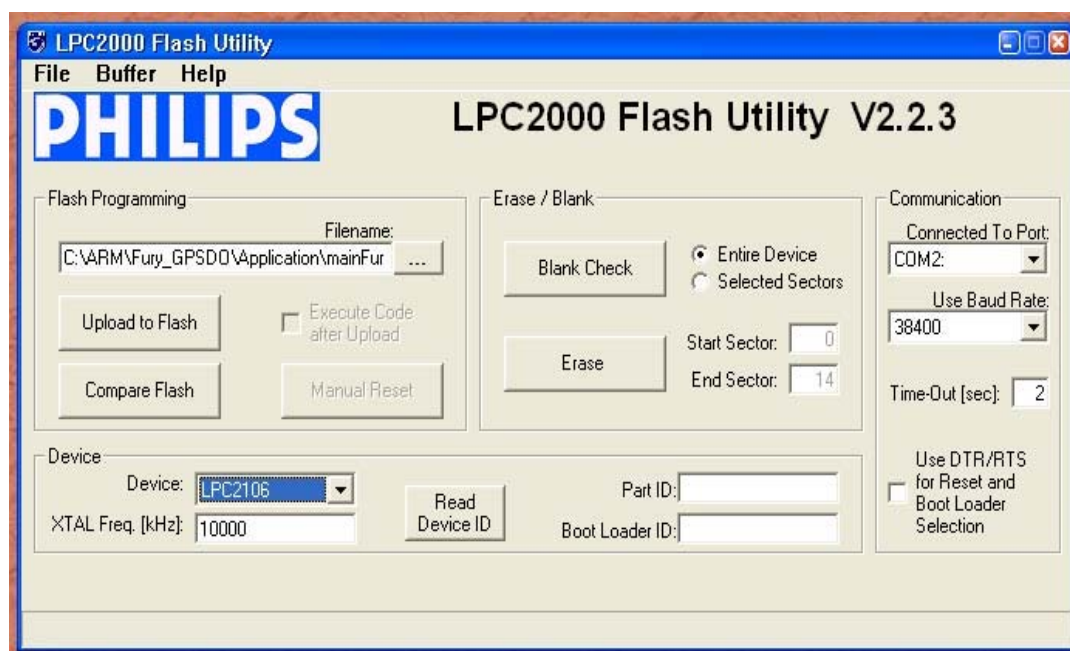 LPC2000 Flash Utility
File Buffer Help
PHILIPS
LPC2000 Flash Utility V2.2.3
Flash Programming
Filename:
C:\ARM\Fury_GPSDO\Application\mainFur
...
Upload to Flash
Execute Code
after Upload
Compare Flash
Manual Reset
Erase / Blank
Blank Check
Entire Device
Selected Sectors
Erase
Start Sector: 0
End Sector: 14
Communication
Connected To Port:
COM2:
Use Baud Rate:
38400
Time-Out [sec]: 2
Use DTR/RTS
for Reset and
Boot Loader
Selection
Device
Device: LPC2106
XTAL Freq. [kHz]: 10000
Read
Device ID
Part ID:
Boot Loader ID: